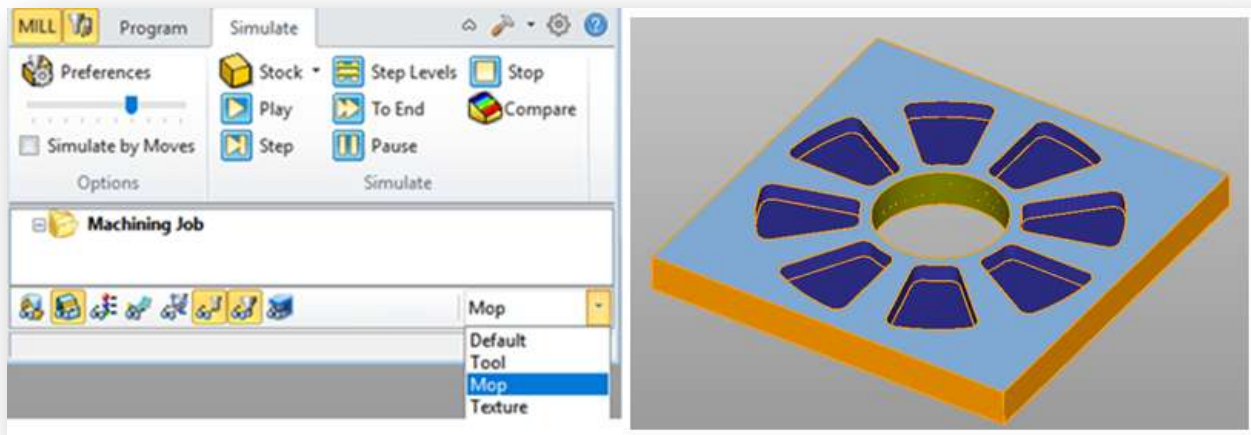 MILL Program Simulate
Preferences Stock Step Levels Stop
Play To End Compare
Simulate by Moves Step Pause
Options Simulate
Machining Job
Mop
Default
Tool
Mop
Texture